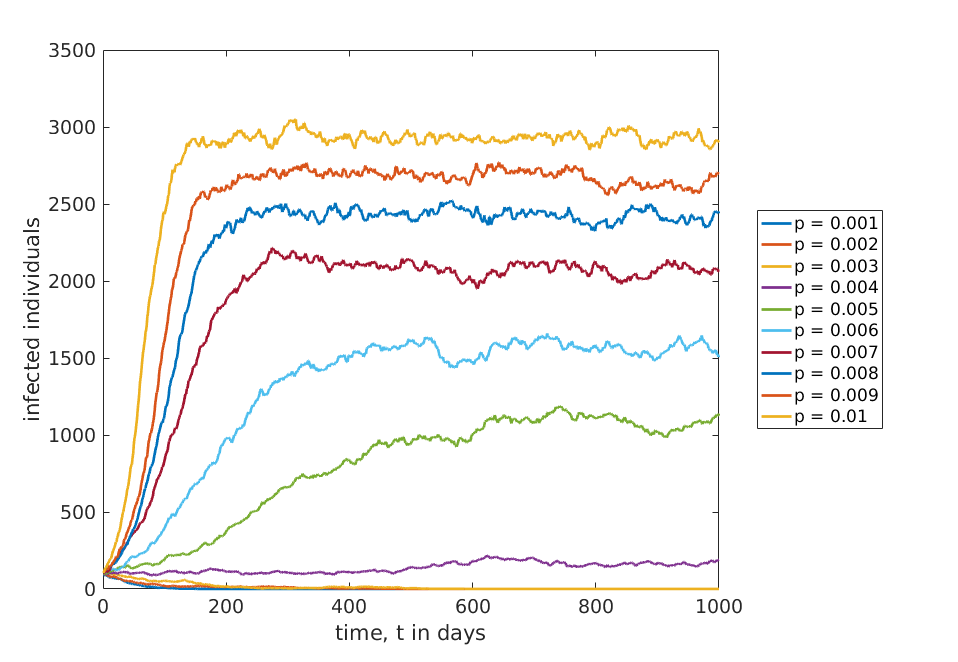 3500
3000
2500
2000
1500
1000
500
0
infected individuals
0 200 400 600 800 1000
time, t in days
p = 0.001
p = 0.002
p = 0.003
p = 0.004
p = 0.005
p = 0.006
p = 0.007
p = 0.008
p = 0.009
p = 0.01